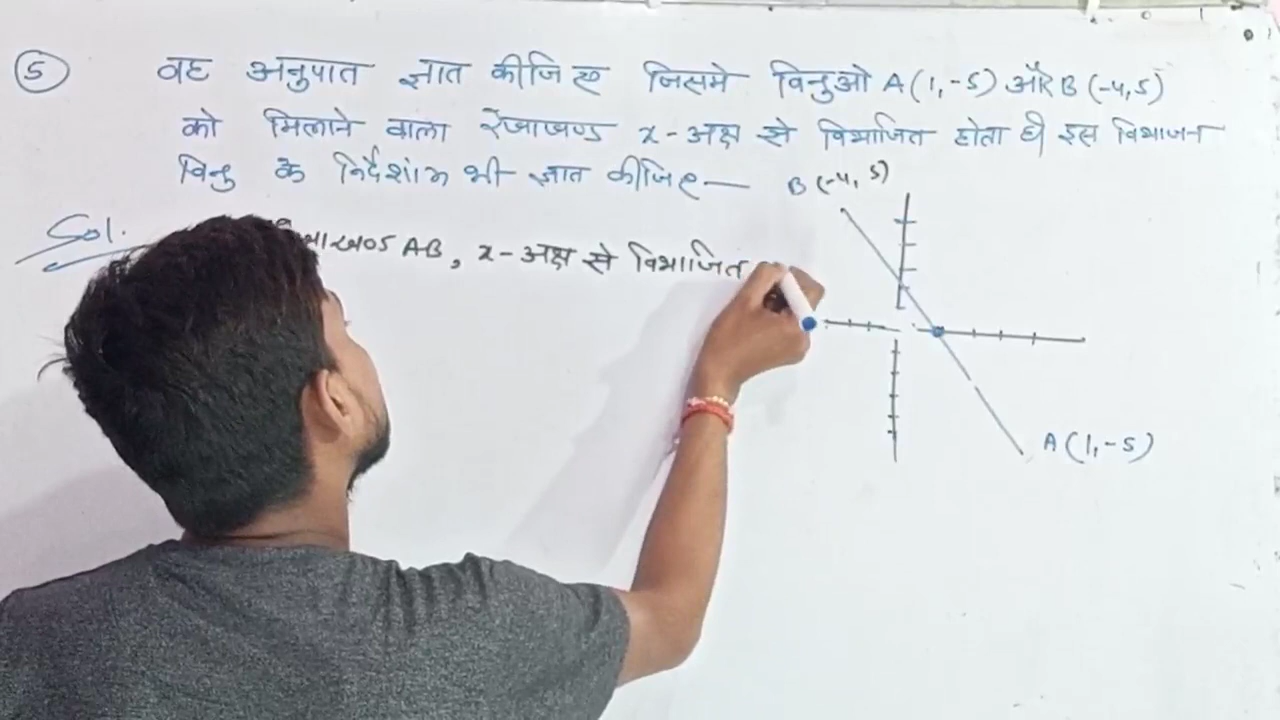 5 वह अनुपात ज्ञात कीजिए जिसमे विन्दुओ A(1,-5) और B(-4,5)
को मिलाने वाला रेखाखण्ड x-अक्ष से विभाजित होता है। इस विभाजन
विन्दु के निर्देशांक भी ज्ञात कीजिए—
B(-4, 5)
Sol.
AB, x-अक्ष से विभाजित
A(1,-5)